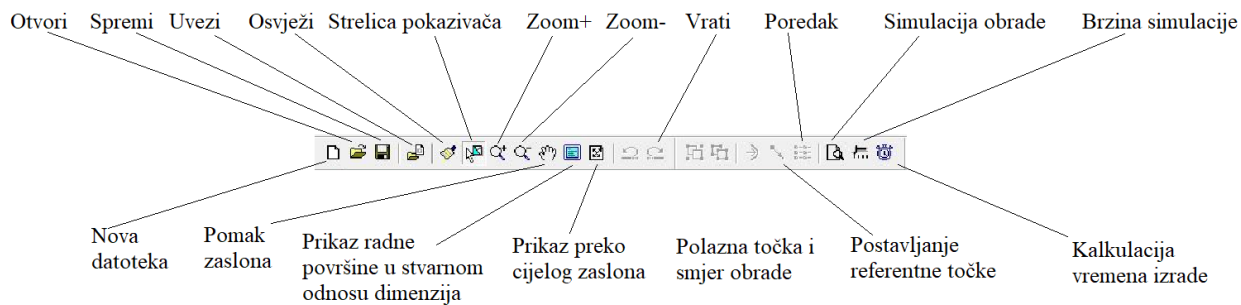 Otvori Spremi Uvezi Osvježi Strelica pokazivača Zoom+ Zoom- Vrati Poredak Simulacija obrade Brzina simulacije
Nova
datoteka
Pomak
zaslona
Prikaz radne
površine u stvarnom
odnosu dimenzija
Prikaz preko
cijelog zaslona
Polazna točka i
smjer obrade
Postavljanje
referentne točke
Kalkulacija
vremena izrade